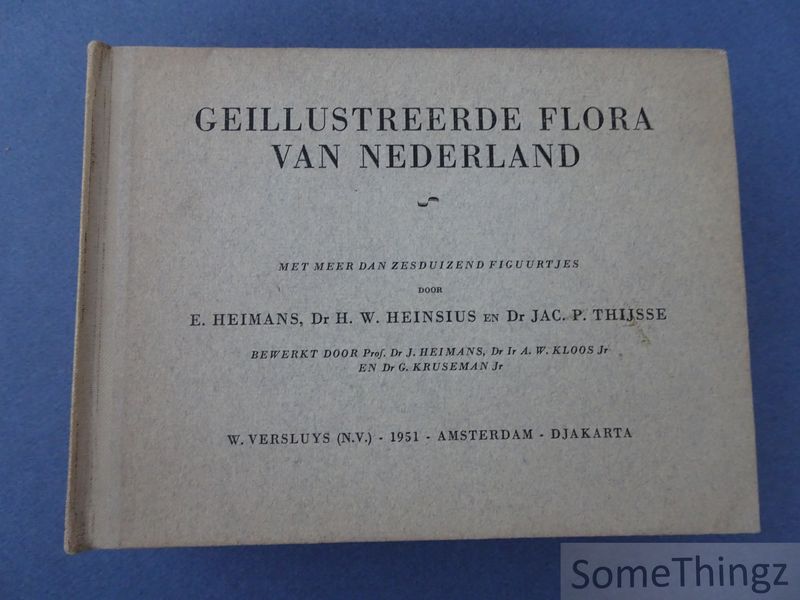 GEILLUSTREERDE FLORA
VAN NEDERLAND
MET MEER DAN ZESDUIZEND FIGUURTJES
DOOR
E. HEIMANS, Dr H. W. HEINSIUS EN Dr JAC. P. THIJSSE
BEWERKT DOOR Prof. Dr J. HEIMANS, Dr Ir A. W. KLOOS Jr
EN Dr G. KRUSEMAN Jr
W. VERSLUYS (N.V.) - 1951 - AMSTERDAM - DJAKARTA
SomeThingz